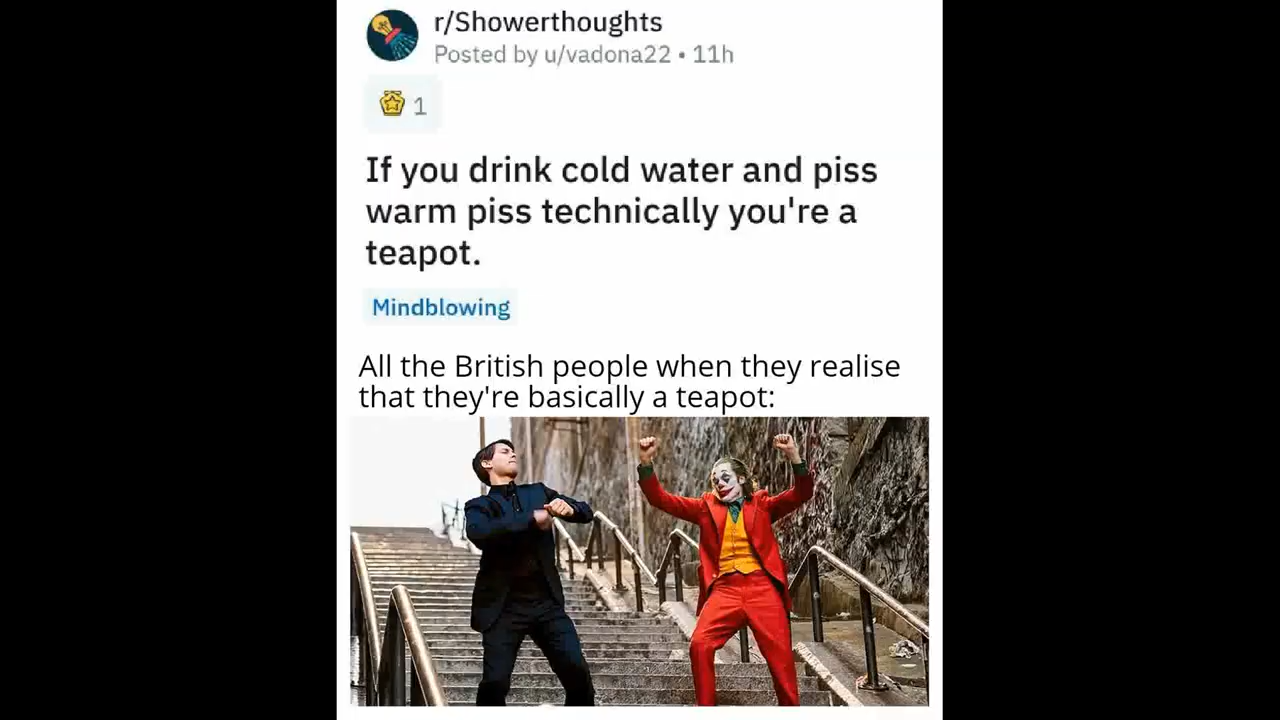 r/Showerthoughts
Posted by u/vadona22 • 11h
1
If you drink cold water and piss
warm piss technically you're a
teapot.
Mindblowing
All the British people when they realise
that they're basically a teapot: